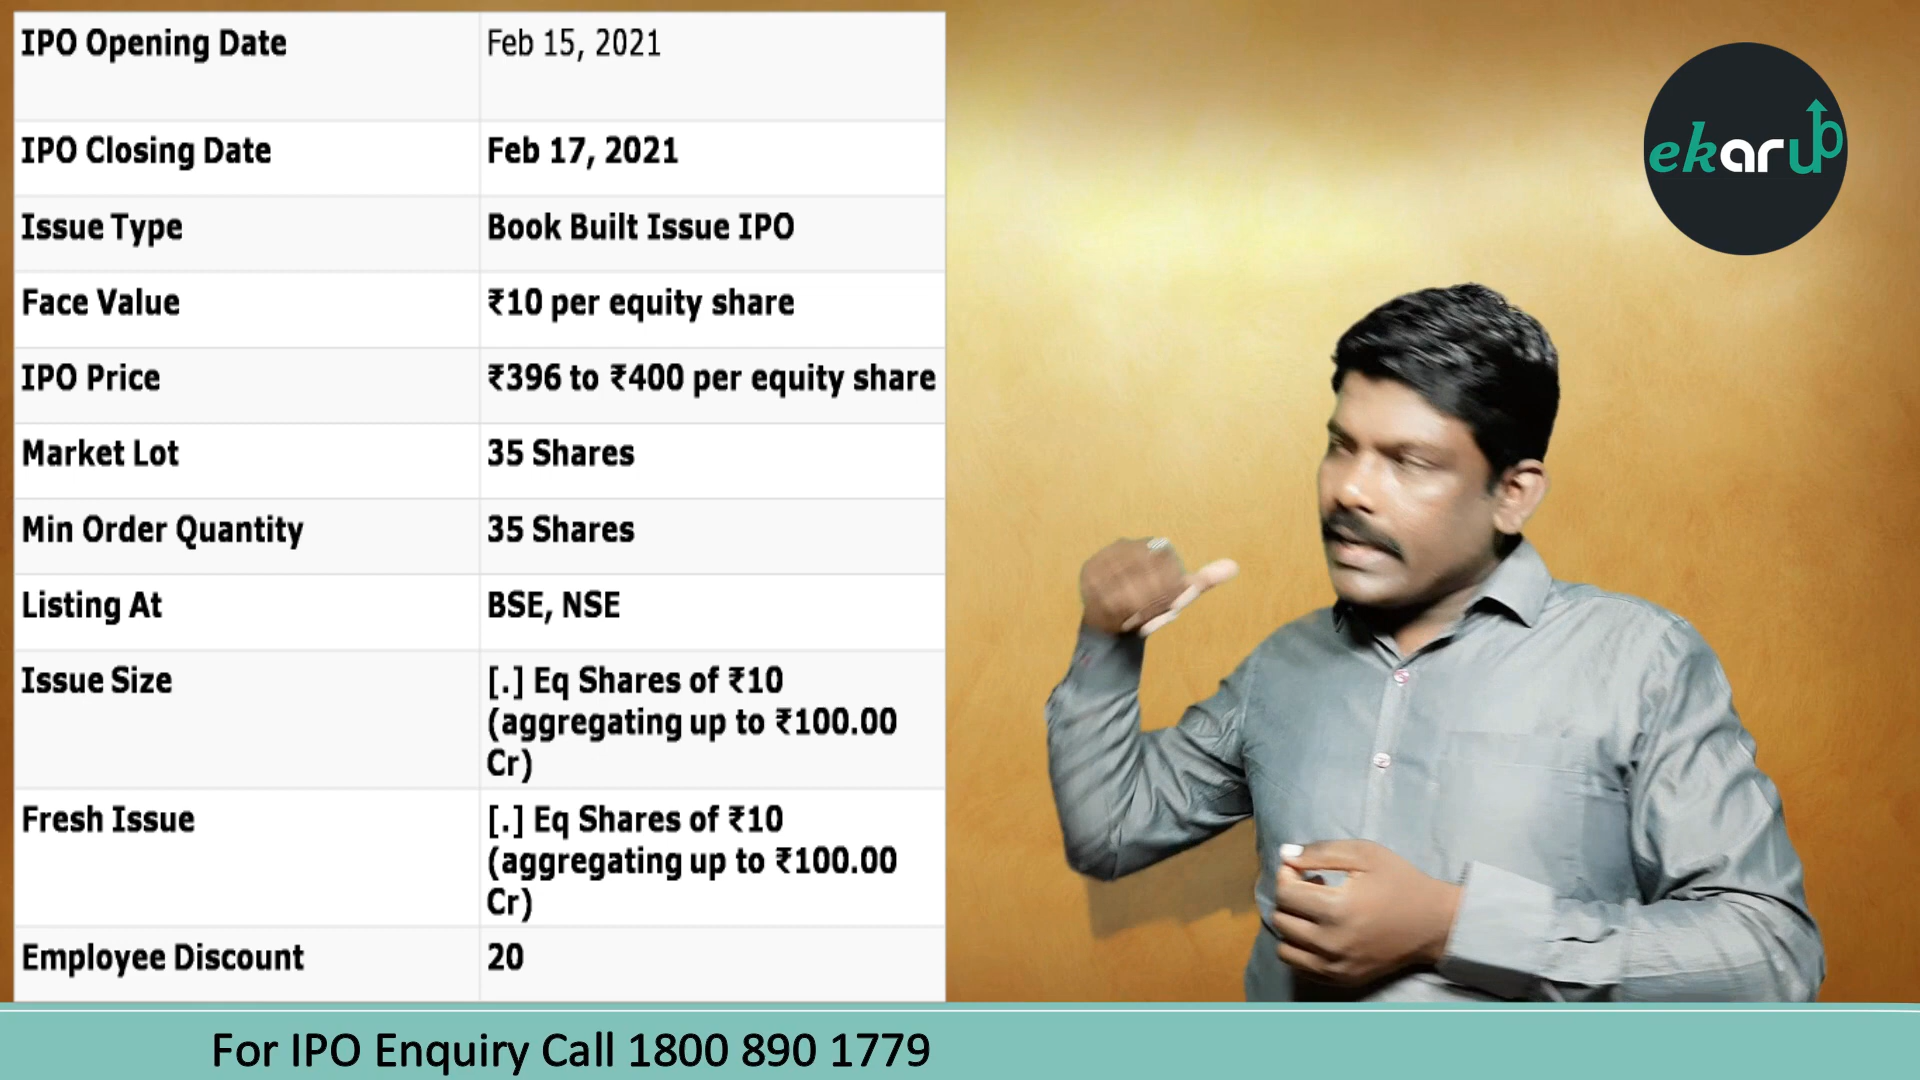 IPO Opening Date Feb 15, 2021
IPO Closing Date Feb 17, 2021
Issue Type Book Built Issue IPO
Face Value ₹10 per equity share
IPO Price ₹396 to ₹400 per equity share
Market Lot 35 Shares
Min Order Quantity 35 Shares
Listing At BSE, NSE
Issue Size [.] Eq Shares of ₹10
(aggregating up to ₹100.00
Cr)
Fresh Issue [.] Eq Shares of ₹10
(aggregating up to ₹100.00
Cr)
Employee Discount 20
ekarup
For IPO Enquiry Call 1800 890 1779